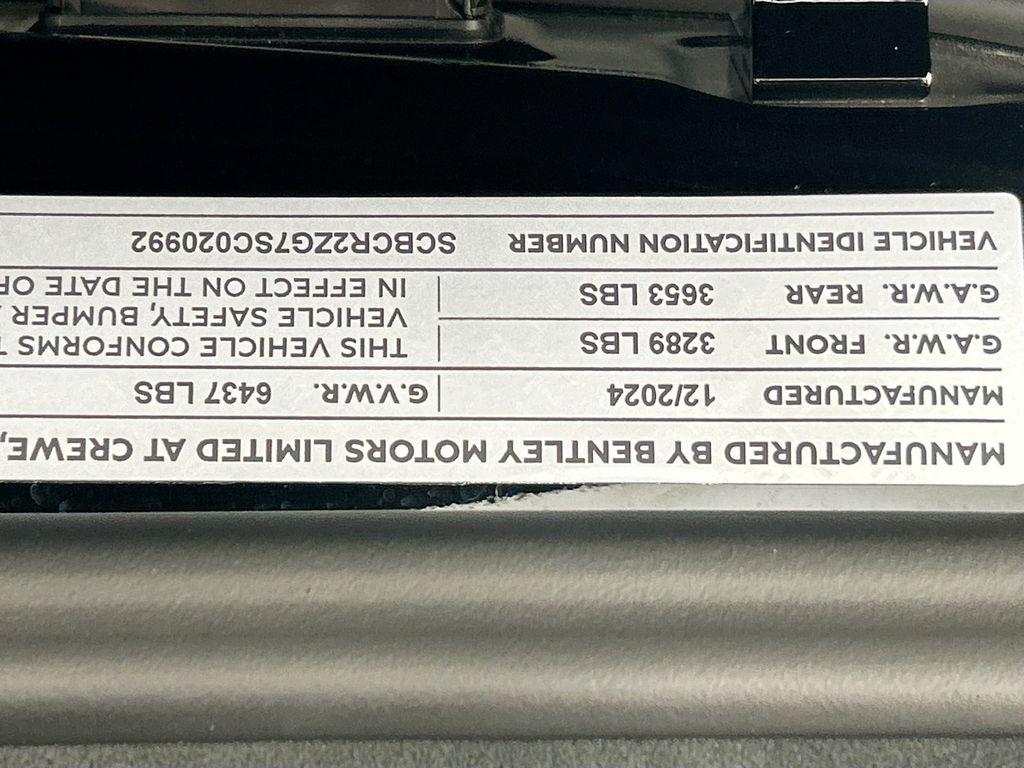 MANUFACTURED BY BENTLEY MOTORS LIMITED AT CREWE,
MANUFACTURED 12/2024 G.V.W.R. 6437 LBS
G.A.W.R. FRONT 3289 LBS
G.A.W.R. REAR 3653 LBS
THIS VEHICLE CONFORMS
VEHICLE SAFETY, BUMPER
IN EFFECT ON THE DATE OF
VEHICLE IDENTIFICATION NUMBER SCBCR2ZG7SC020992